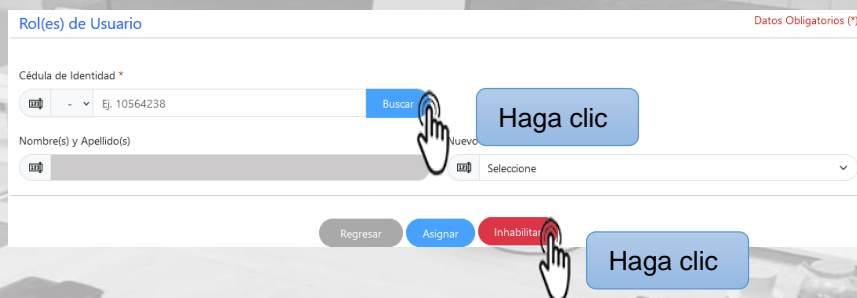 Rol(es) de Usuario
Datos Obligatorios (*)
Cédula de Identidad *
- Ej. 10564238 Buscar
Haga clic
Nombre(s) y Apellido(s)
Nuevo
Seleccione
Regresar Asignar Inhabilitar
Haga clic